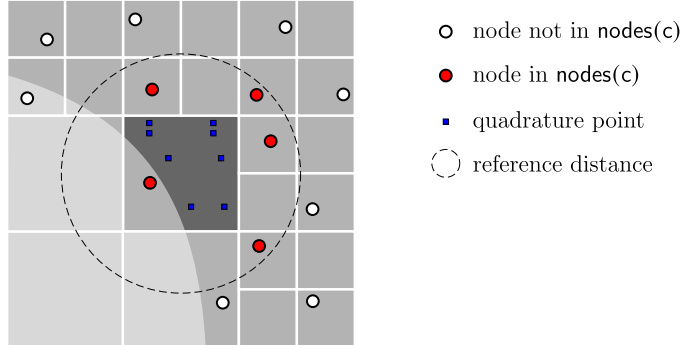 node not in nodes(c)
node in nodes(c)
quadrature point
reference distance